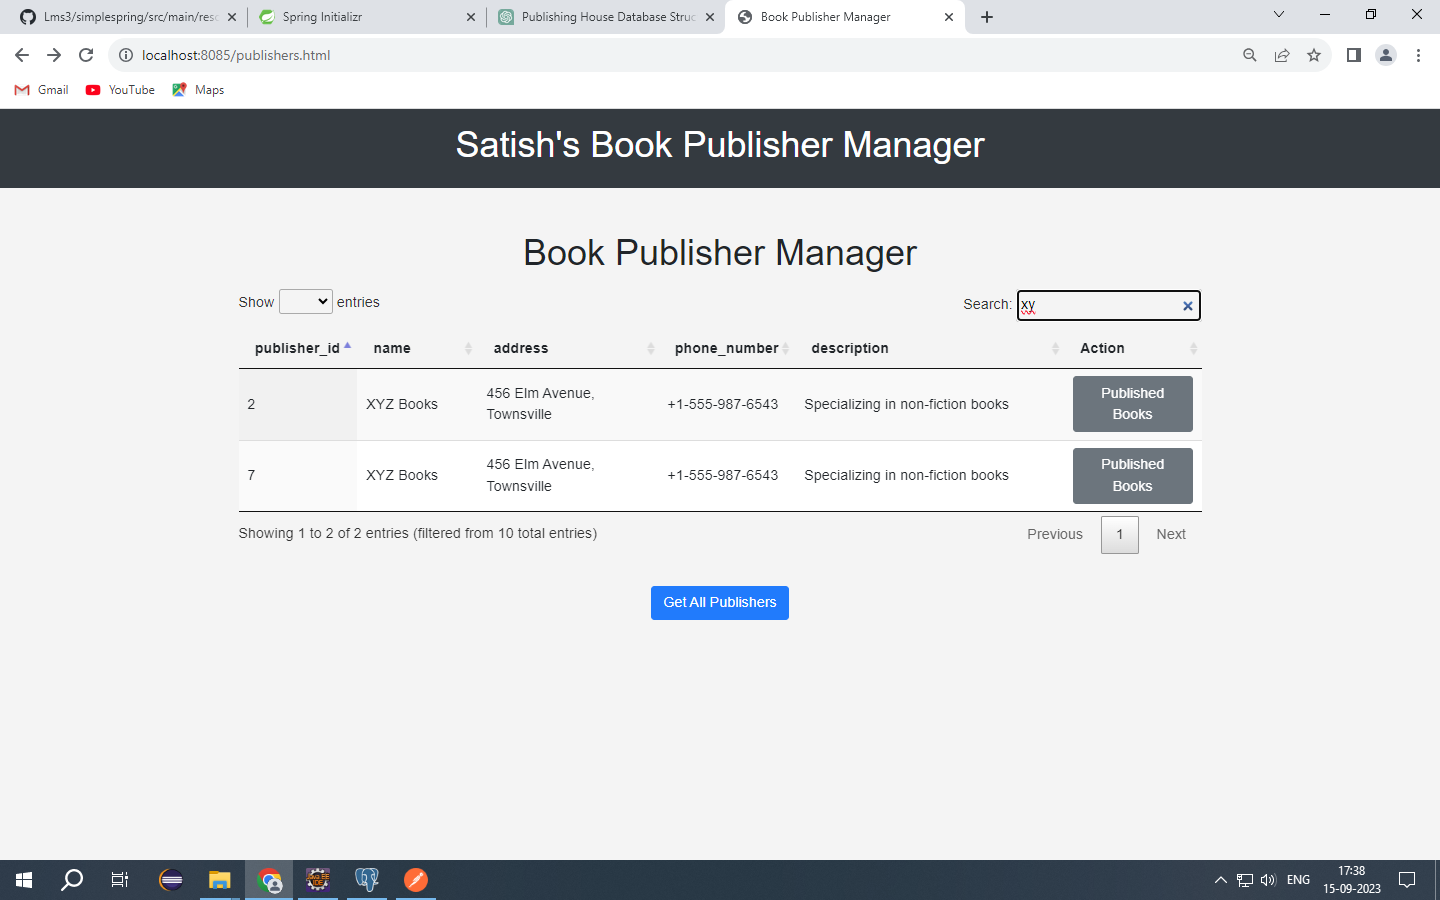 Lms3/simplespring/src/main/res
Spring Initializr
Publishing House Database Struc
Book Publisher Manager
localhost:8085/publishers.html
Gmail
YouTube
Maps
Satish's Book Publisher Manager
Book Publisher Manager
Show entries
Search: xy
publisher_id name address phone_number description Action
2 XYZ Books 456 Elm Avenue, Townsville +1-555-987-6543 Specializing in non-fiction books Published Books
7 XYZ Books 456 Elm Avenue, Townsville +1-555-987-6543 Specializing in non-fiction books Published Books
Showing 1 to 2 of 2 entries (filtered from 10 total entries)
Previous 1 Next
Get All Publishers
ENG
17:38
15-09-2023